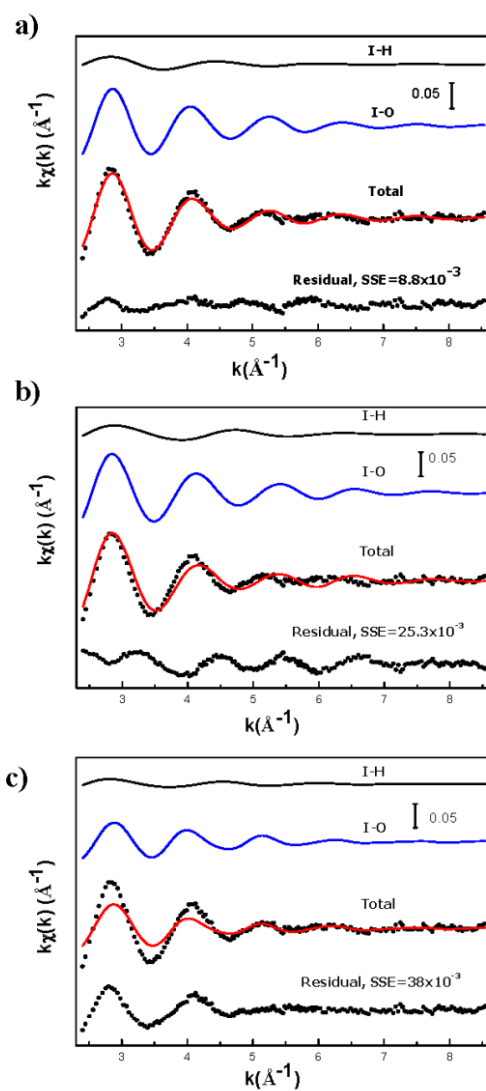 a)
I-H
0.05
I-O
kχ(k) (Å⁻¹)
Total
Residual, SSE=8.8x10⁻³
3 4 5 6 7 8
k(Å⁻¹)
b)
I-H
0.05
I-O
kχ(k) (Å⁻¹)
Total
Residual, SSE=25.3x10⁻³
3 4 5 6 7 8
k(Å⁻¹)
c)
I-H
0.05
I-O
kχ(k) (Å⁻¹)
Total
Residual, SSE=38x10⁻³
3 4 5 6 7 8
k(Å⁻¹)